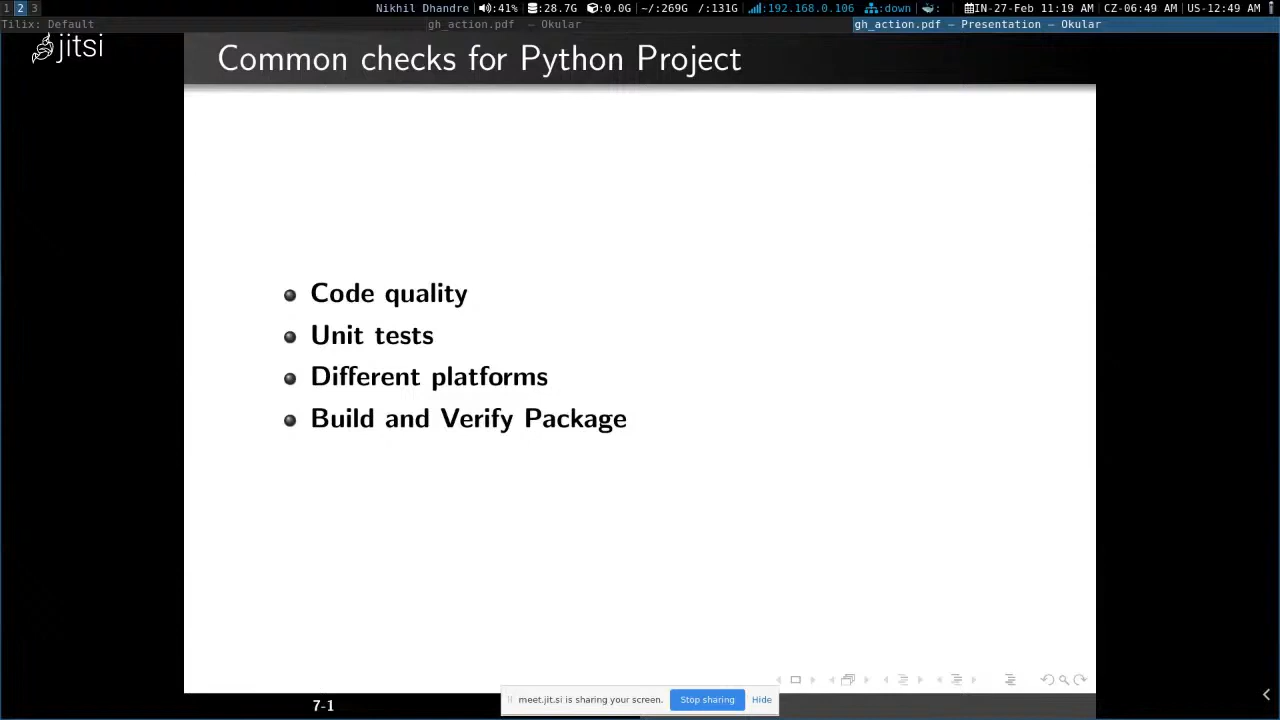 1 2 3 Nikhil Dhandre 41% 28.7G 0.0G ~/:269G /:131G :192.168.0.106 :down IN-27-Feb 11:19 AM CZ-06:49 AM US-12:49 AM
Tilix: Default gh_action.pdf — Okular gh_action.pdf — Presentation — Okular
jitsi
Common checks for Python Project
Code quality
Unit tests
Different platforms
Build and Verify Package
meet.jit.si is sharing your screen. Stop sharing Hide
7-1